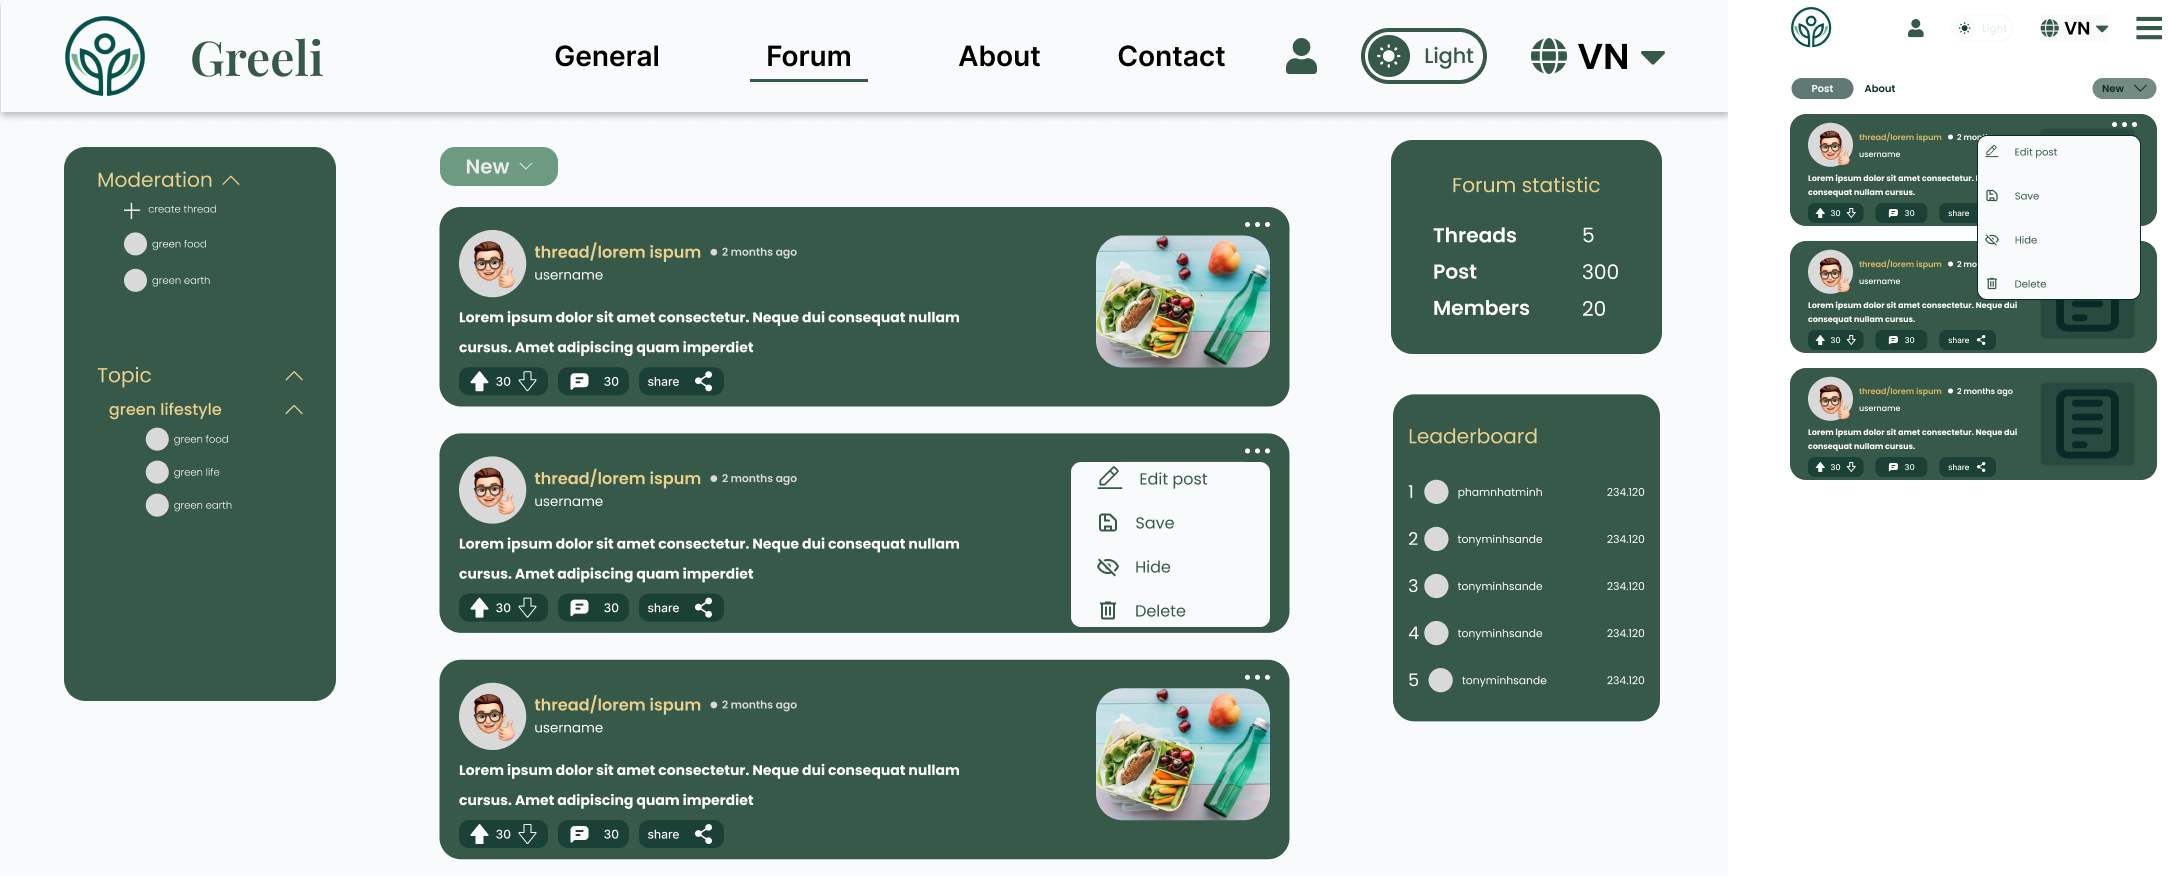 Greeli
General
Forum
About
Contact
Light
VN
Moderation
create thread
green food
green earth
Topic
green lifestyle
green food
green life
green earth
New
thread/lorem ispum
2 months ago
username
Lorem ipsum dolor sit amet consectetur. Neque dui consequat nullam
cursus. Amet adipiscing quam imperdiet
30
30
share
thread/lorem ispum
2 months ago
username
Lorem ipsum dolor sit amet consectetur. Neque dui consequat nullam
cursus. Amet adipiscing quam imperdiet
30
30
share
Edit post
Save
Hide
Delete
thread/lorem ispum
2 months ago
username
Lorem ipsum dolor sit amet consectetur. Neque dui consequat nullam
cursus. Amet adipiscing quam imperdiet
30
30
share
Forum statistic
Threads 5
Post 300
Members 20
Leaderboard
1 phamnhatminh 234.120
2 tonyminhsande 234.120
3 tonyminhsande 234.120
4 tonyminhsande 234.120
5 tonyminhsande 234.120
Light
VN
Post
About
New
thread/lorem ispum
2 mon
username
Lorem ipsum dolor sit amet consectetur.
consequat nullam cursus.
30
30
share
Edit post
Save
Hide
Delete
thread/lorem ispum
2 mo
username
Lorem ipsum dolor sit amet consectetur. Neque dui
consequat nullam cursus.
30
30
share
thread/lorem ispum
2 months ago
username
Lorem ipsum dolor sit amet consectetur. Neque dui
consequat nullam cursus.
30
30
share